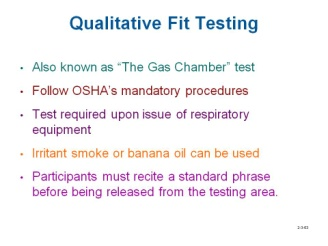 Qualitative Fit Testing
• Also known as “The Gas Chamber” test
• Follow OSHA’s mandatory procedures
• Test required upon issue of respiratory
equipment
• Irritant smoke or banana oil can be used
• Participants must recite a standard phrase
before being released from the testing area.